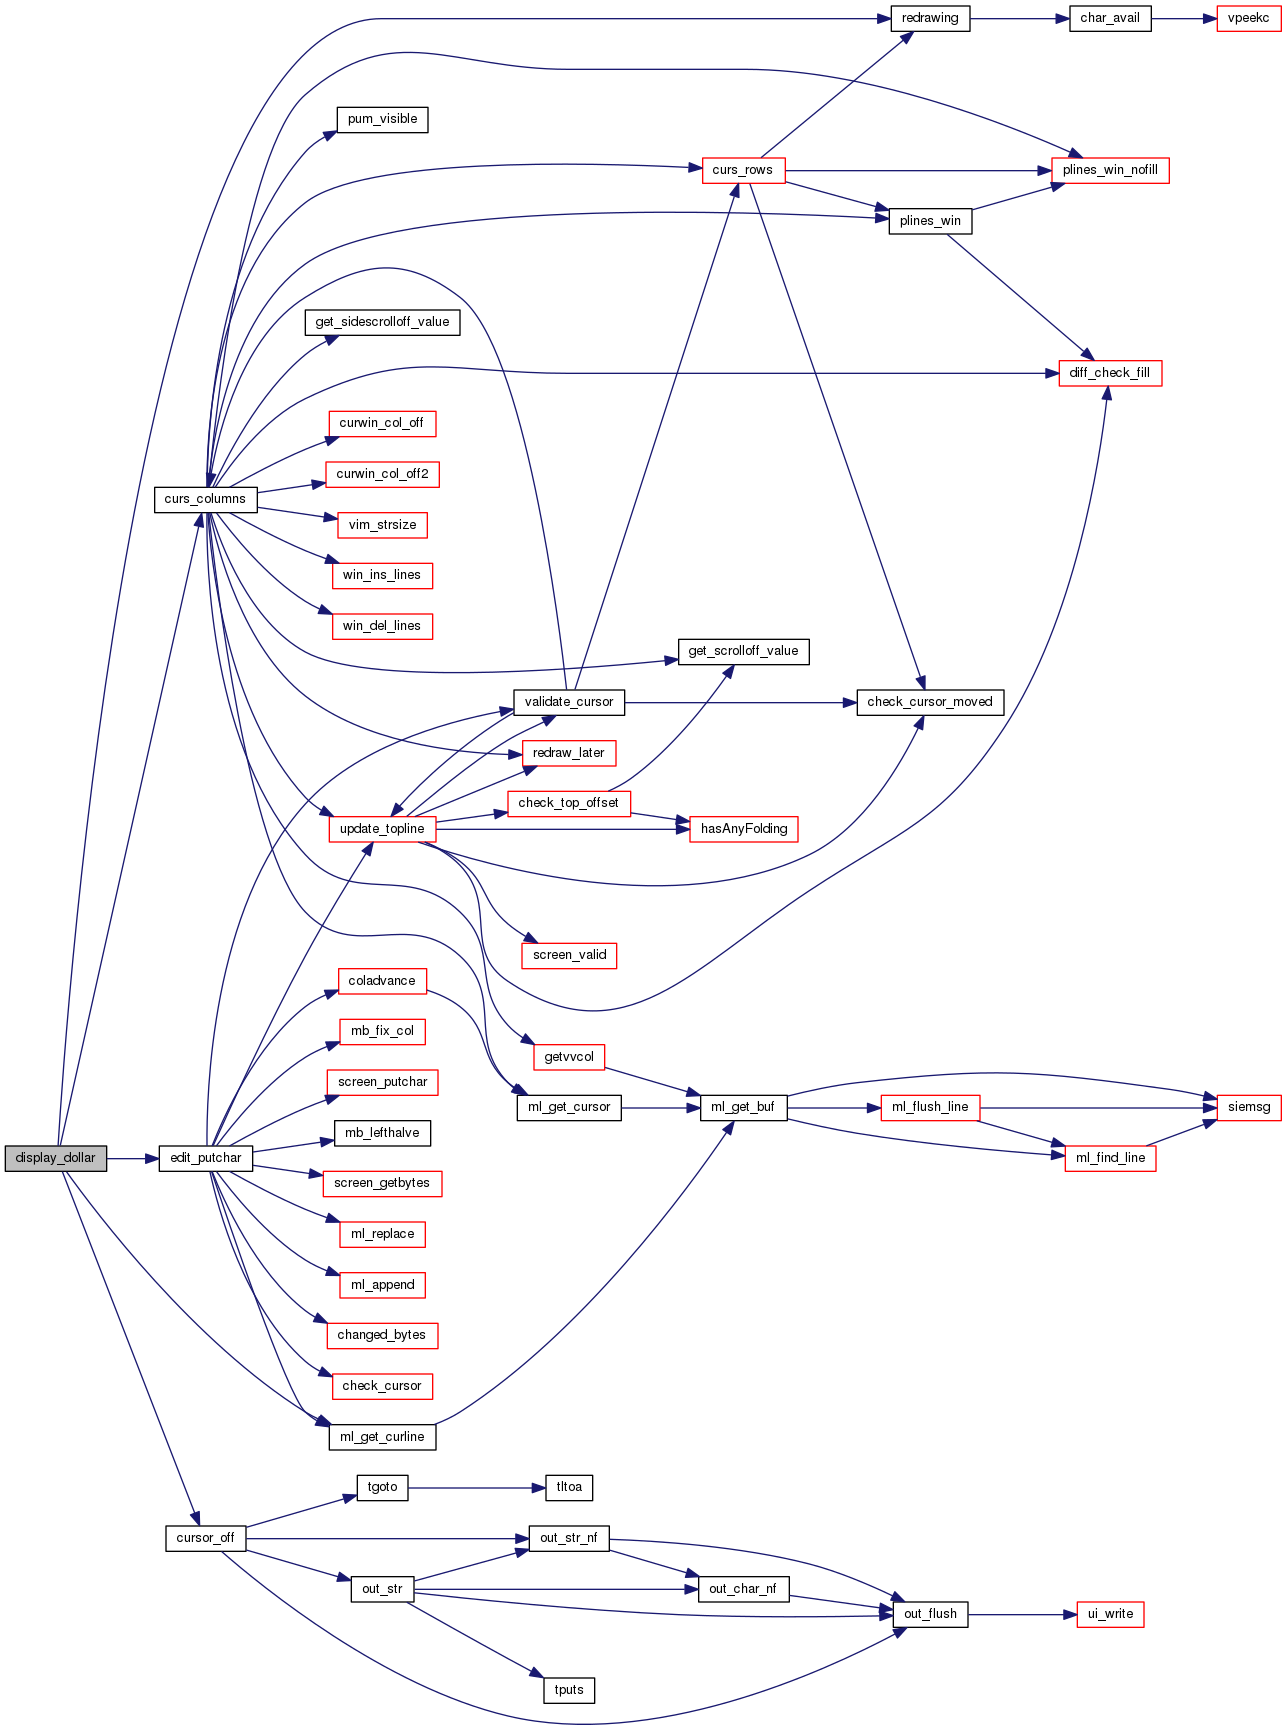 redrawing
char_avail
vpeekc
pum_visible
curs_rows
plines_win_nofill
plines_win
get_sidescrolloff_value
diff_check_fill
curwin_col_off
curwin_col_off2
curs_columns
vim_strsize
win_ins_lines
win_del_lines
get_scrolloff_value
validate_cursor
check_cursor_moved
redraw_later
check_top_offset
update_topline
hasAnyFolding
screen_valid
coladvance
mb_fix_col
getvvcol
screen_putchar
ml_get_cursor
ml_get_buf
ml_flush_line
siemsg
mb_lefthalve
display_dollar
edit_putchar
ml_find_line
screen_getbytes
ml_replace
ml_append
changed_bytes
check_cursor
ml_get_curline
tgoto
tltoa
cursor_off
out_str_nf
out_str
out_char_nf
out_flush
ui_write
tputs